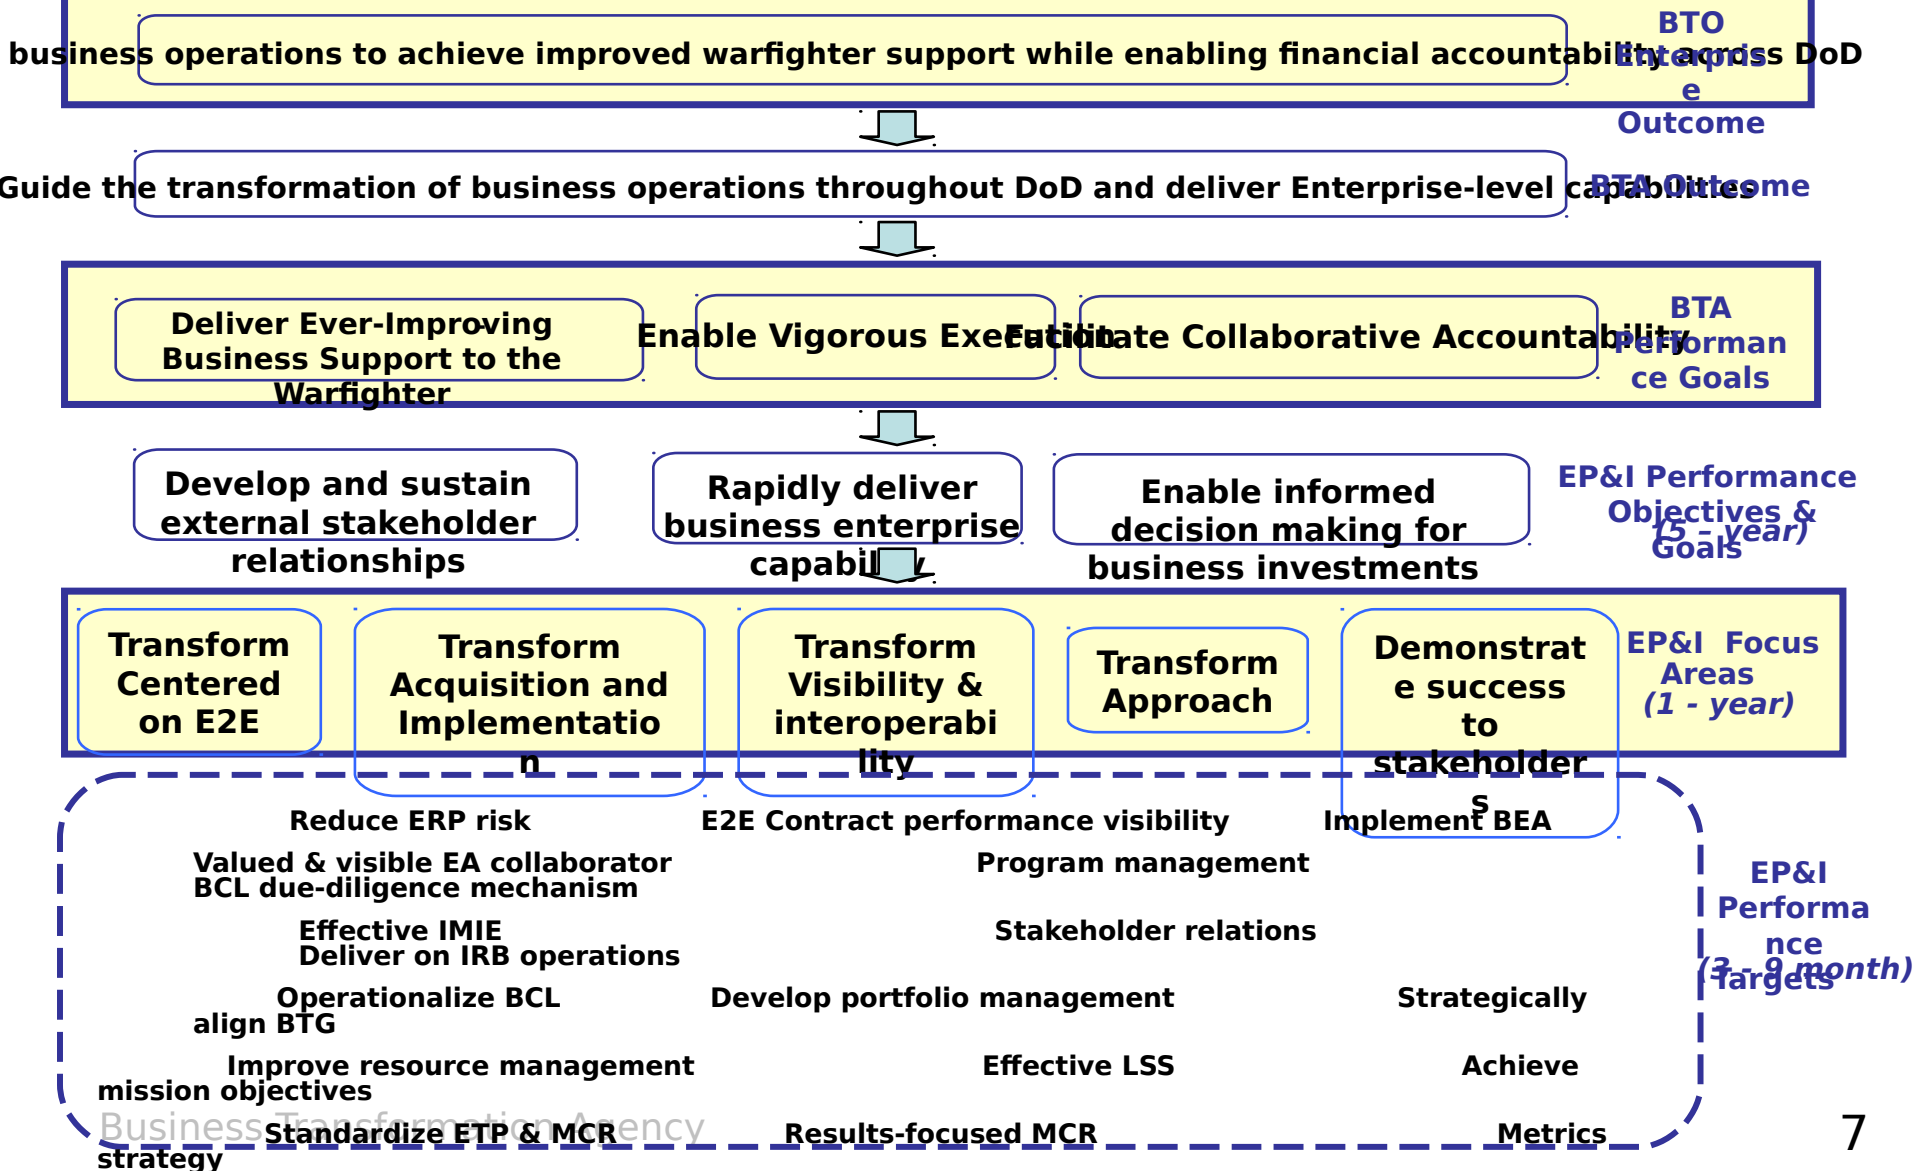 business operations to achieve improved warfighter support while enabling financial accountability across DoD
BTO
Enterpris
e
Outcome
Guide the transformation of business operations throughout DoD and deliver Enterprise-level capabilities
BTA Outcome
Deliver Ever-Improving
Business Support to the
Warfighter
-
Enable Vigorous Execution
Facilitate Collaborative Accountability
BTA
Performan
ce Goals
Develop and sustain
external stakeholder
relationships
Rapidly deliver
business enterprise
capability
Enable informed
decision making for
business investments
EP&I Performance
Objectives &
Goals
(5 – year)
Transform
Centered
on E2E
Transform
Acquisition and
Implementatio
n
Transform
Visibility &
interoperabi
lity
Transform
Approach
Demonstrat
e success
to
stakeholder
s
EP&I  Focus
Areas
(1 - year)
Reduce ERP risk E2E Contract performance visibility Implement BEA
Valued & visible EA collaborator Program management
BCL due-diligence mechanism
Effective IMIE Stakeholder relations
Deliver on IRB operations
Operationalize BCL Develop portfolio management Strategically
align BTG
Improve resource management Effective LSS Achieve
mission objectives
Standardize ETP & MCR Results-focused MCR Metrics
strategy
EP&I
Performa
nce
Targets
(3 - 9 month)
Business Transformation Agency
7